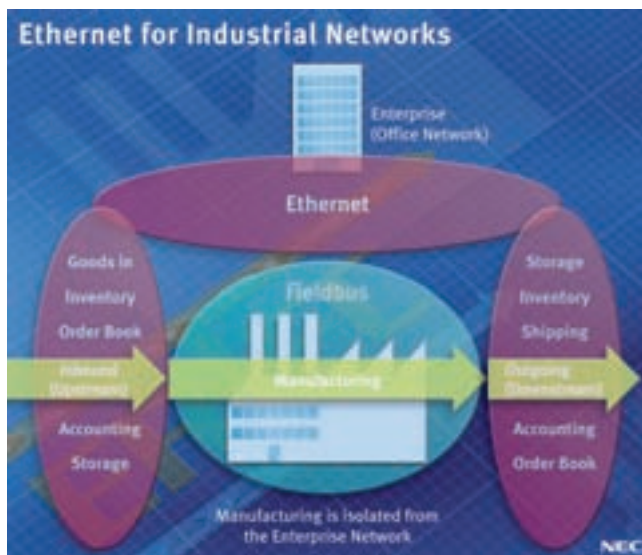 Ethernet for Industrial Networks
Enterprise
(Office Network)
Ethernet
Goods in
Inventory
Order Book
Inbound
(Upstream)
Accounting
Storage
Fieldbus
Manufacturing
Storage
Inventory
Shipping
Outgoing
(Downstream)
Accounting
Order Book
Manufacturing is isolated from
the Enterprise Network
NEC